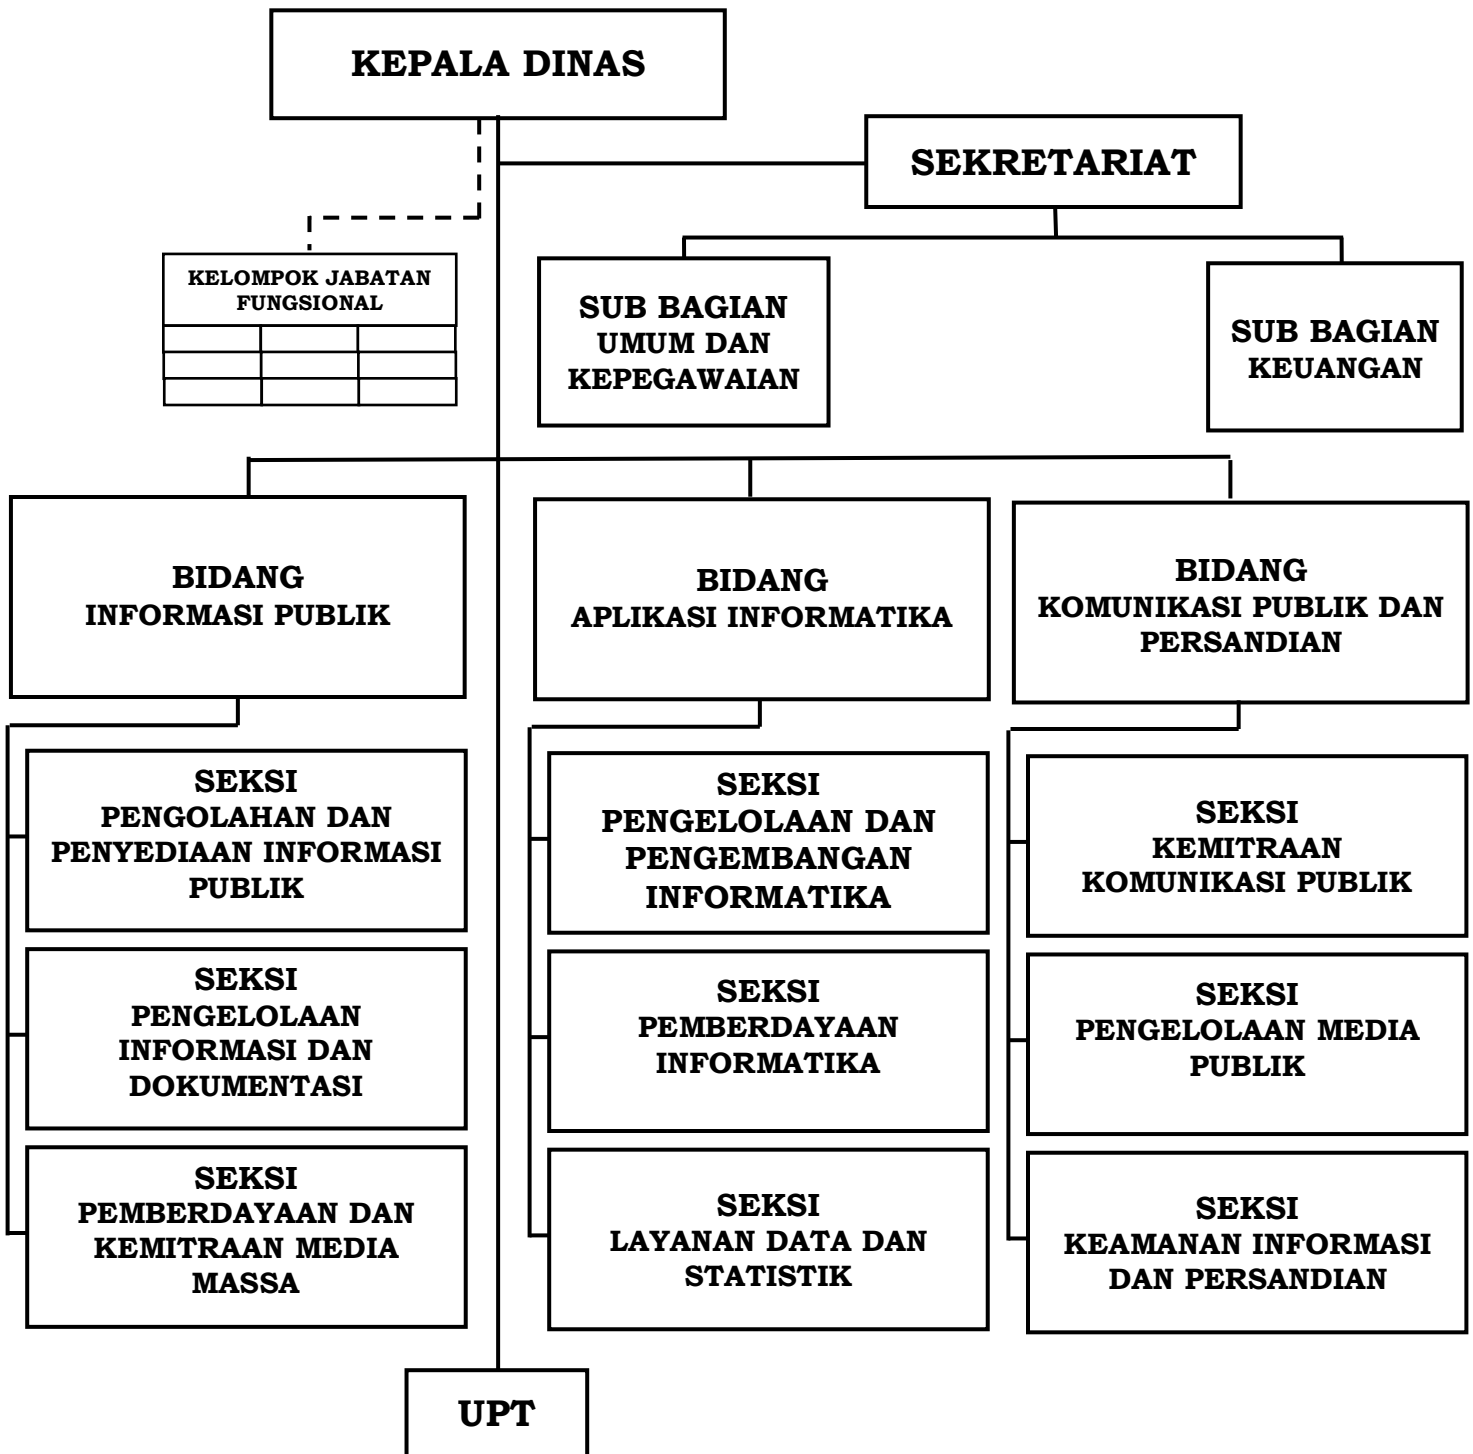 KEPALA DINAS
SEKRETARIAT
KELOMPOK JABATAN
FUNGSIONAL
SUB BAGIAN
UMUM DAN
KEPEGAWAIAN
SUB BAGIAN
KEUANGAN
BIDANG
INFORMASI PUBLIK
BIDANG
APLIKASI INFORMATIKA
BIDANG
KOMUNIKASI PUBLIK DAN
PERSANDIAN
SEKSI
PENGOLAHAN DAN
PENYEDIAAN INFORMASI
PUBLIK
SEKSI
PENGELOLAAN
INFORMASI DAN
DOKUMENTASI
SEKSI
PEMBERDAYAAN DAN
KEMITRAAN MEDIA
MASSA
SEKSI
PENGELOLAAN DAN
PENGEMBANGAN
INFORMATIKA
SEKSI
PEMBERDAYAAN
INFORMATIKA
SEKSI
LAYANAN DATA DAN
STATISTIK
SEKSI
KEMITRAAN
KOMUNIKASI PUBLIK
SEKSI
PENGELOLAAN MEDIA
PUBLIK
SEKSI
KEAMANAN INFORMASI
DAN PERSANDIAN
UPT